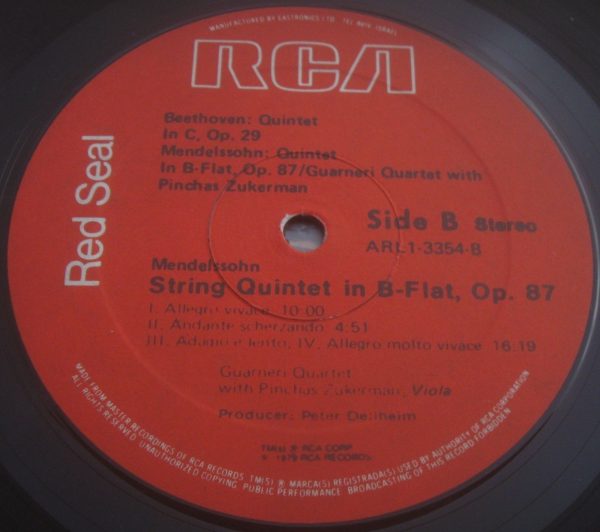 MANUFACTURED BY EASTRONICS LTD. TEL AVIV-ISRAEL
RCA
Beethoven: Quintet
In C, Op. 29
Mendelssohn: Quintet
In B-Flat, Op. 87/Guarneri Quartet with
Pinchas Zukerman
Red Seal
Side B Stereo
ARL1-3354-B
Mendelssohn
String Quintet in B-Flat, Op. 87
I. Allegro vivace 10:00
II. Andante scherzando 4:51
III. Adagio e lento, IV. Allegro molto vivace 16:19
Guarneri Quartet
with Pinchas Zukerman, Viola
Producer: Peter Delheim
TM(s) ® RCA CORP
℗ 1979 RCA RECORDS
MADE FROM MASTER RECORDINGS OF RCA RECORDS. TM(S) ® MARCA(S) REGISTRADA(S) USED BY AUTHORITY OF RCA CORPORATION
ALL RIGHTS RESERVED. UNAUTHORIZED COPYING PUBLIC PERFORMANCE BROADCASTING OF THIS RECORD FORBIDDEN